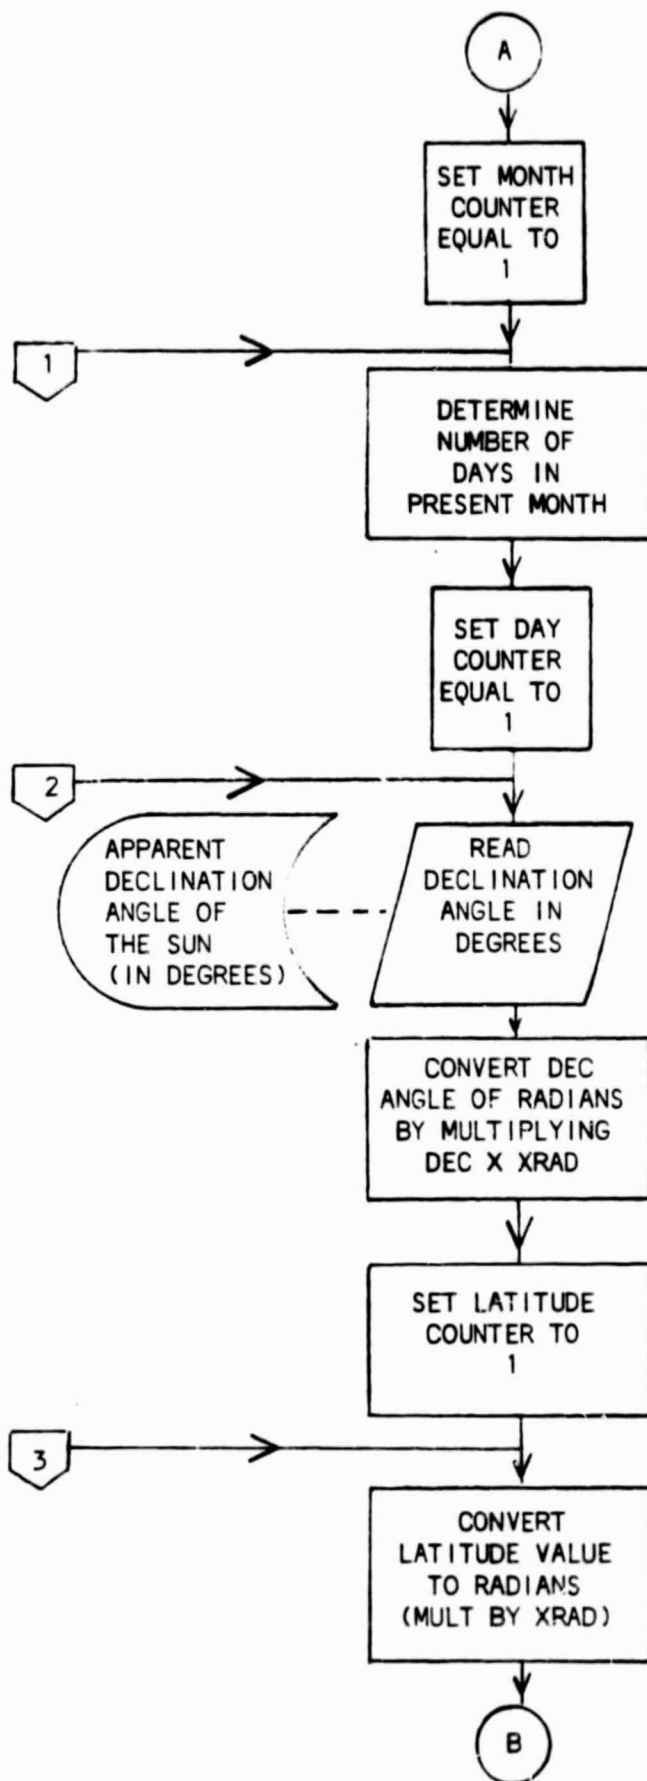 A
SET MONTH
COUNTER
EQUAL TO
1
1
DETERMINE
NUMBER OF
DAYS IN
PRESENT MONTH
SET DAY
COUNTER
EQUAL TO
1
2
APPARENT
DECLINATION
ANGLE OF
THE SUN
(IN DEGREES)
READ
DECLINATION
ANGLE IN
DEGREES
CONVERT DEC
ANGLE OF RADIANS
BY MULTIPLYING
DEC X XRAD
SET LATITUDE
COUNTER TO
1
3
CONVERT
LATITUDE VALUE
TO RADIANS
(MULT BY XRAD)
B